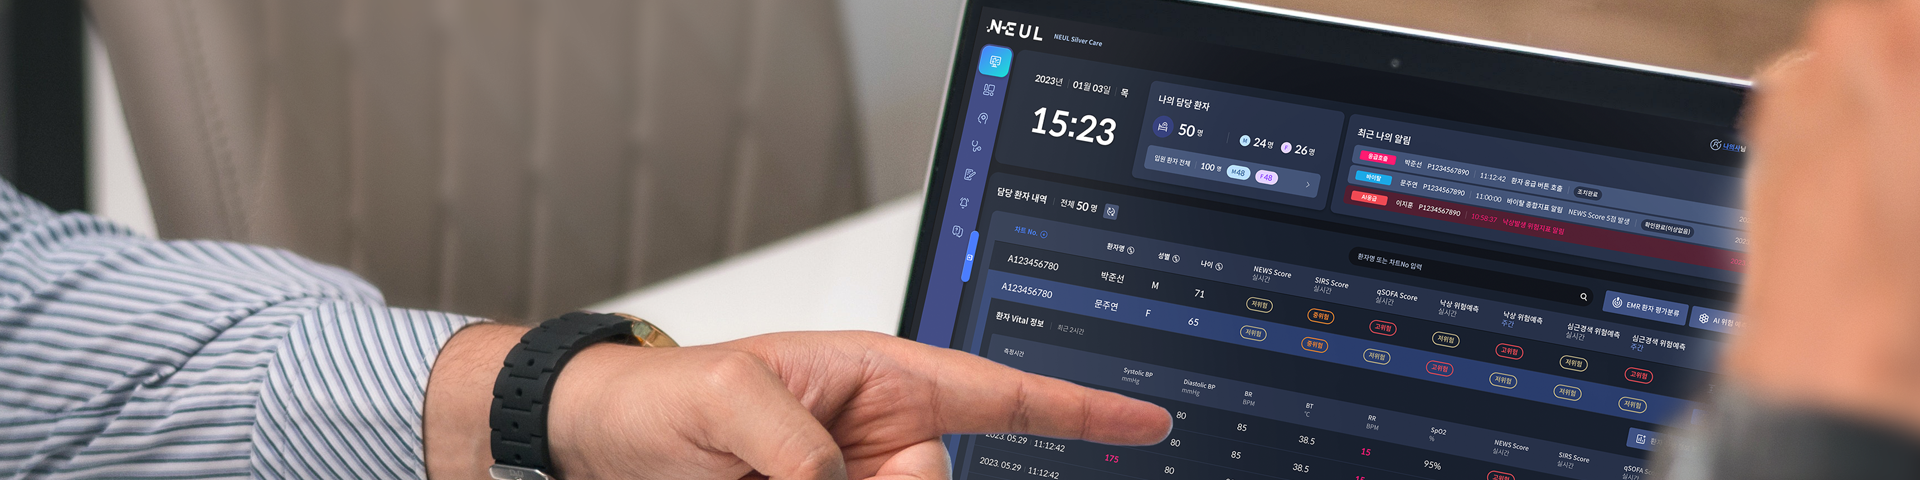 NEUL NEUL Silver Care
2023년 01월 03일 목
15:23
나의 담당 환자
50명 M 24명 F 26명
입원 환자 전체 100명 M48 F48
최근 나의 알림
나의사님
응급호출 박준선 P1234567890 11:12:42 환자 응급 버튼 호출 조치완료
바이탈 문주연 P1234567890 11:00:00 바이탈 종합지표 알림 NEWS Score 5점 발생 확인완료(이상없음)
AI응급 이지훈 P1234567890 10:58:37 낙상발생 위험지표 알림
담당 환자 내역 전체 50명
환자명 또는 차트No 입력
EMR 환자 평가분류
차트 No. 환자명 성별 나이 NEWS Score 실시간 SIRS Score 실시간 qSOFA Score 실시간 낙상 위험예측 실시간 낙상 위험예측 주간 심근경색 위험예측 실시간 심근경색 위험예측 주간
A123456780 박준선 M 71 저위험 중위험 고위험 저위험 고위험 저위험 고위험
A123456780 문주연 F 65 저위험 중위험 저위험 고위험 저위험 저위험 저위험
환자 Vital 정보 최근 2시간
측정시간 Systolic BP mmHg Diastolic BP mmHg BR BPM BT ℃ RR BPM SpO2 % NEWS Score 실시간 SIRS Score 실시간
80 85 38.5 15 95%
2023. 05.29 11:12:42 175 80 85 38.5 15
2023. 05.29 11:12:42 80